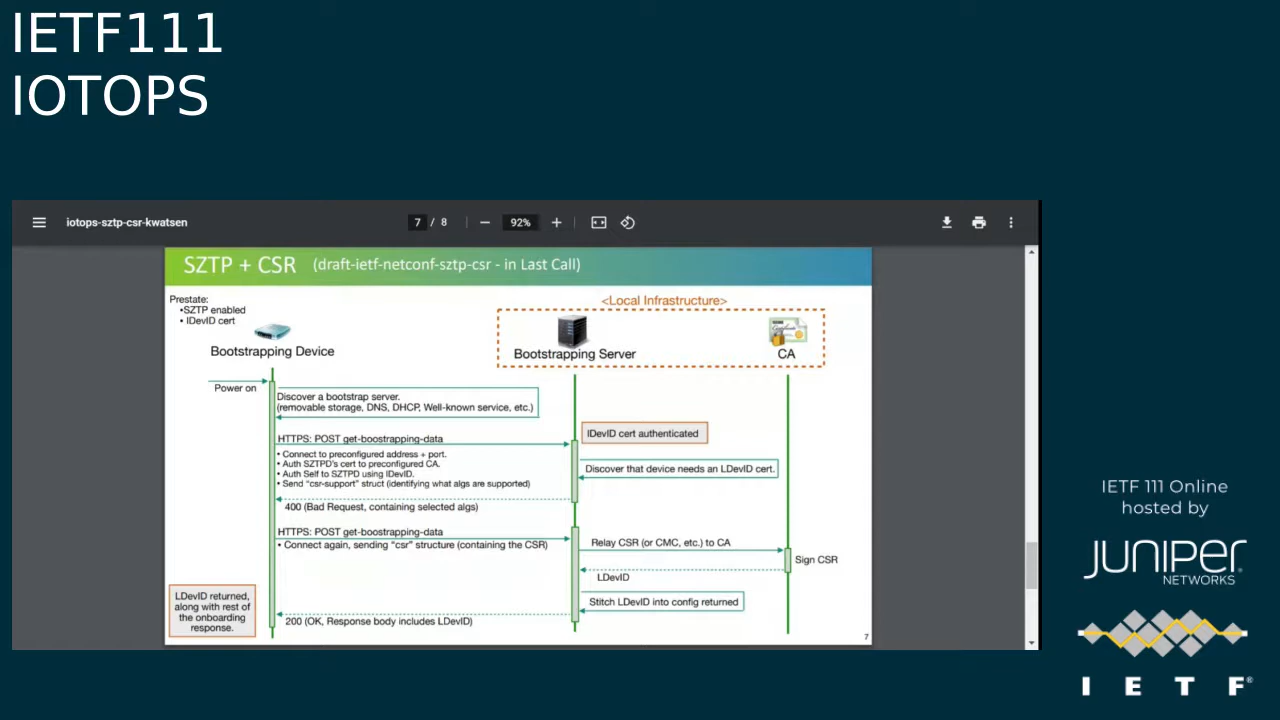 IETF111
IOTOPS
iotops-sztp-csr-kwatsen
7 / 8
92%
SZTP + CSR (draft-ietf-netconf-sztp-csr - in Last Call)
Prestate:
•SZTP enabled
• IDevID cert
<Local Infrastructure>
Bootstrapping Device
Bootstrapping Server
CA
Power on
Discover a bootstrap server.
(removable storage, DNS, DHCP, Well-known service, etc.)
HTTPS: POST get-boostrapping-data
IDevID cert authenticated
• Connect to preconfigured address + port.
• Auth SZTPD's cert to preconfigured CA.
• Auth Self to SZTPD using IDevID.
• Send "csr-support" struct (identifying what algs are supported)
Discover that device needs an LDevID cert.
400 (Bad Request, containing selected algs)
HTTPS: POST get-boostrapping-data
• Connect again, sending "csr" structure (containing the CSR)
Relay CSR (or CMC, etc.) to CA
Sign CSR
LDevID
LDevID returned,
along with rest of
the onboarding
response.
Stitch LDevID into config returned
200 (OK, Response body includes LDevID)
7
IETF 111 Online
hosted by
JUNIPER
NETWORKS
I E T F